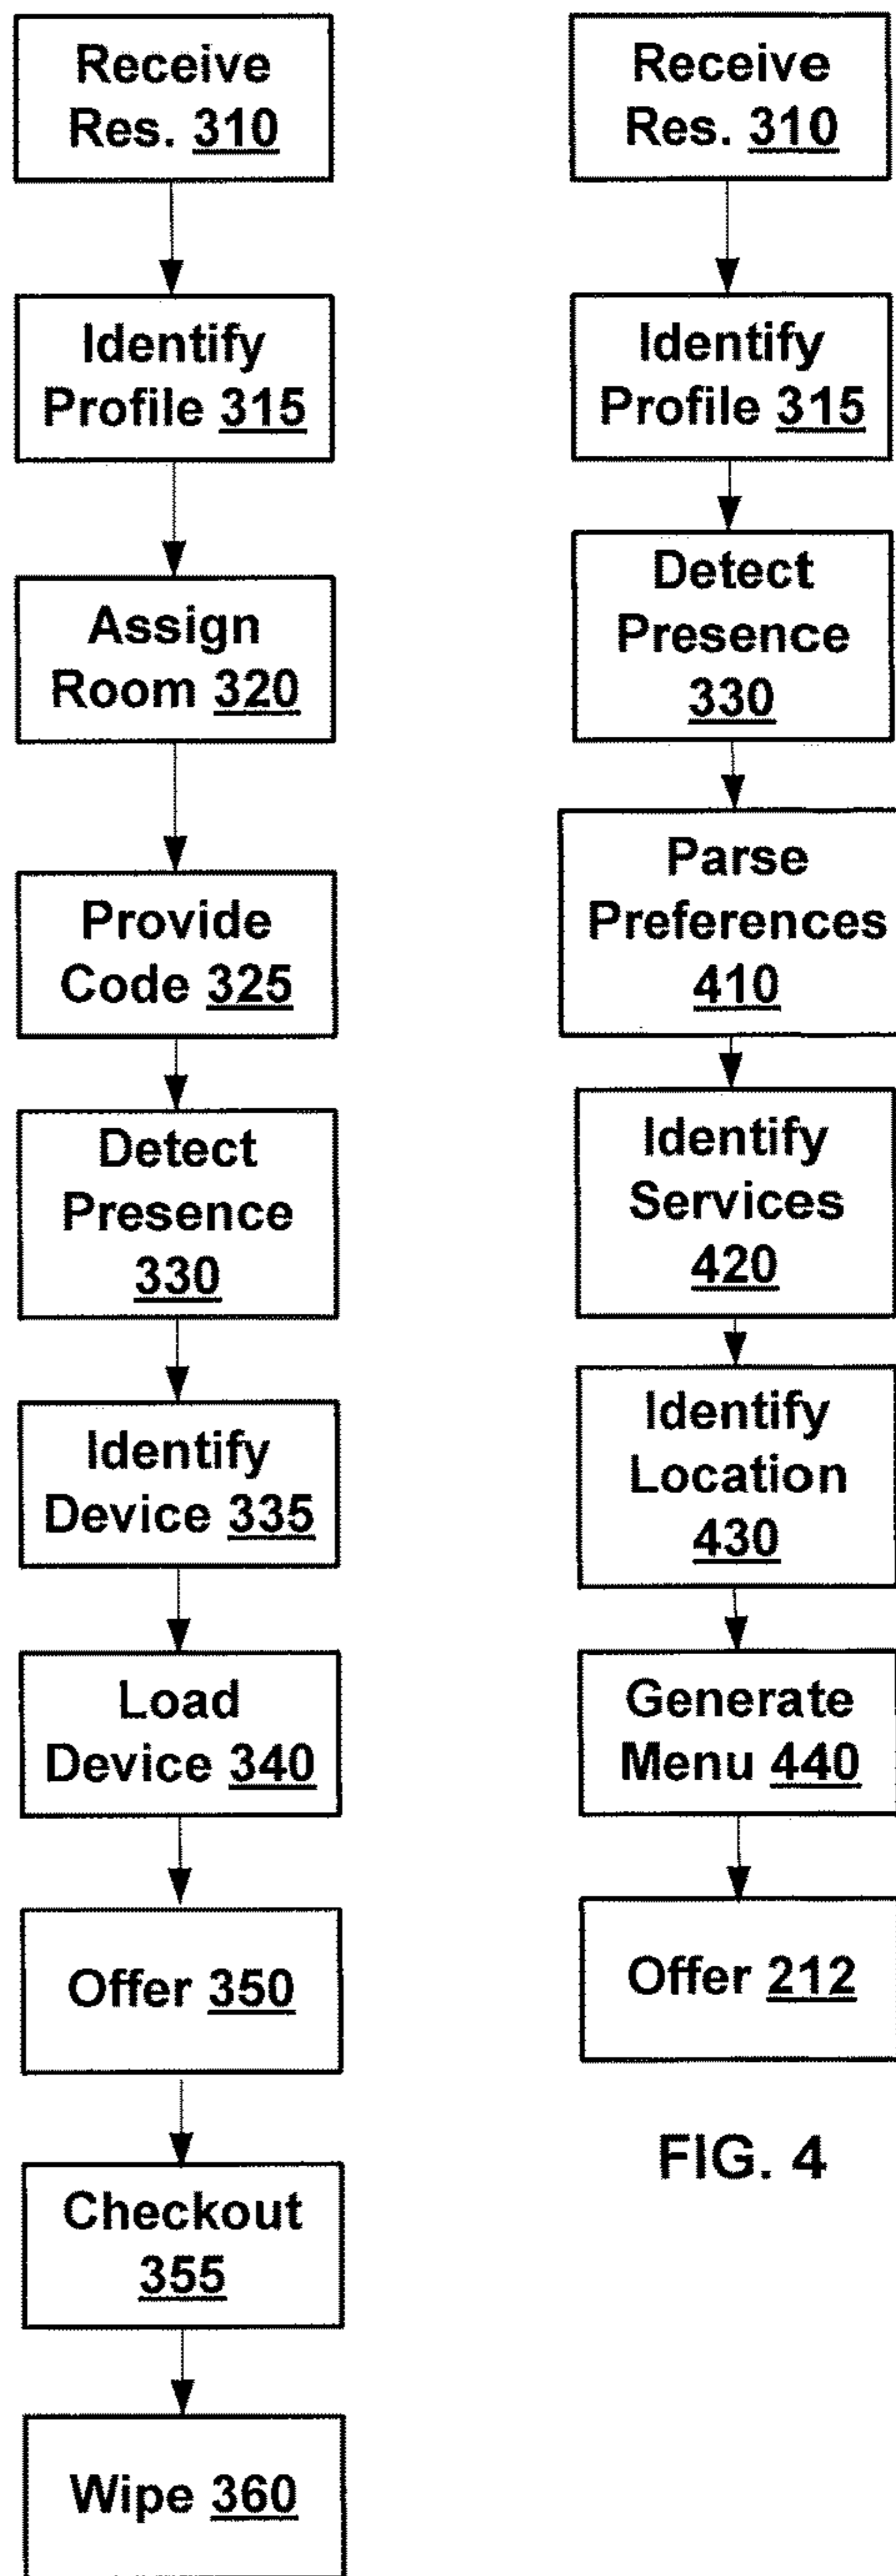 Receive
Res. 310
Identify
Profile 315
Assign
Room 320
Provide
Code 325
Detect
Presence
330
Identify
Device 335
Load
Device 340
Offer 350
Checkout
355
Wipe 360
Receive
Res. 310
Identify
Profile 315
Detect
Presence
330
Parse
Preferences
410
Identify
Services
420
Identify
Location
430
Generate
Menu 440
Offer 212
FIG. 4